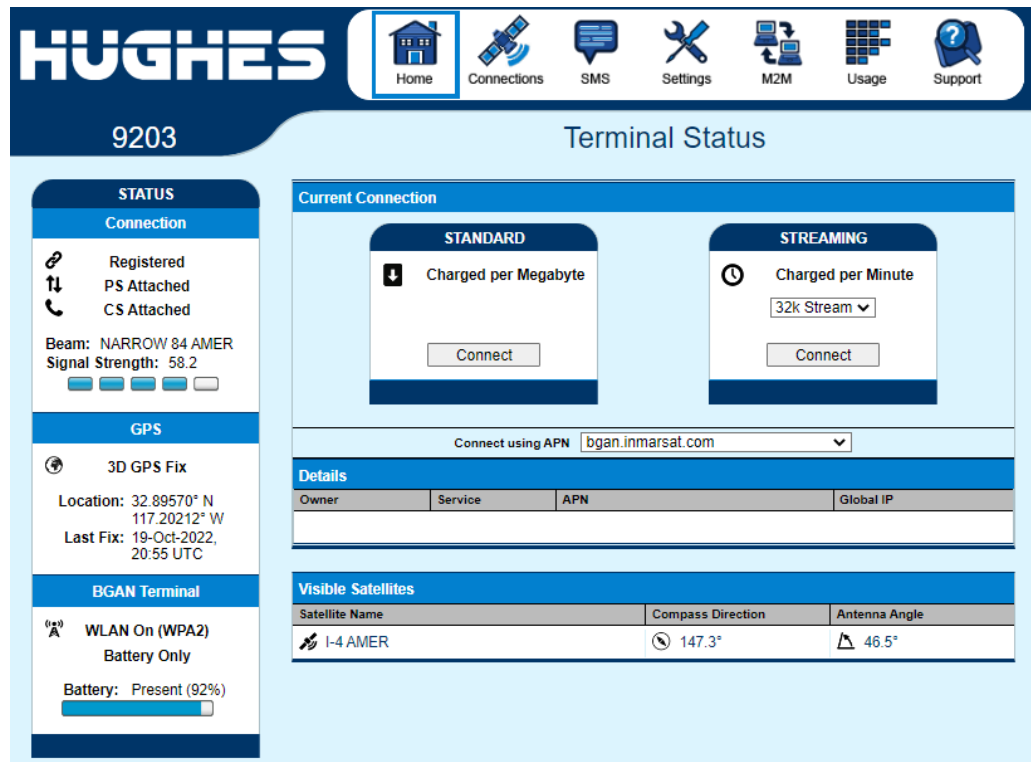 HUGHES
Home Connections SMS Settings M2M Usage Support
9203
Terminal Status
STATUS
Connection
Registered
PS Attached
CS Attached
Beam: NARROW 84 AMER
Signal Strength: 58.2
GPS
3D GPS Fix
Location: 32.89570° N
117.20212° W
Last Fix: 19-Oct-2022,
20:55 UTC
BGAN Terminal
WLAN On (WPA2)
Battery Only
Battery: Present (92%)
Current Connection
STANDARD
Charged per Megabyte
Connect
STREAMING
Charged per Minute
32k Stream
Connect
Connect using APN bgan.inmarsat.com
Details
Owner Service APN Global IP
Visible Satellites
Satellite Name Compass Direction Antenna Angle
I-4 AMER 147.3° 46.5°